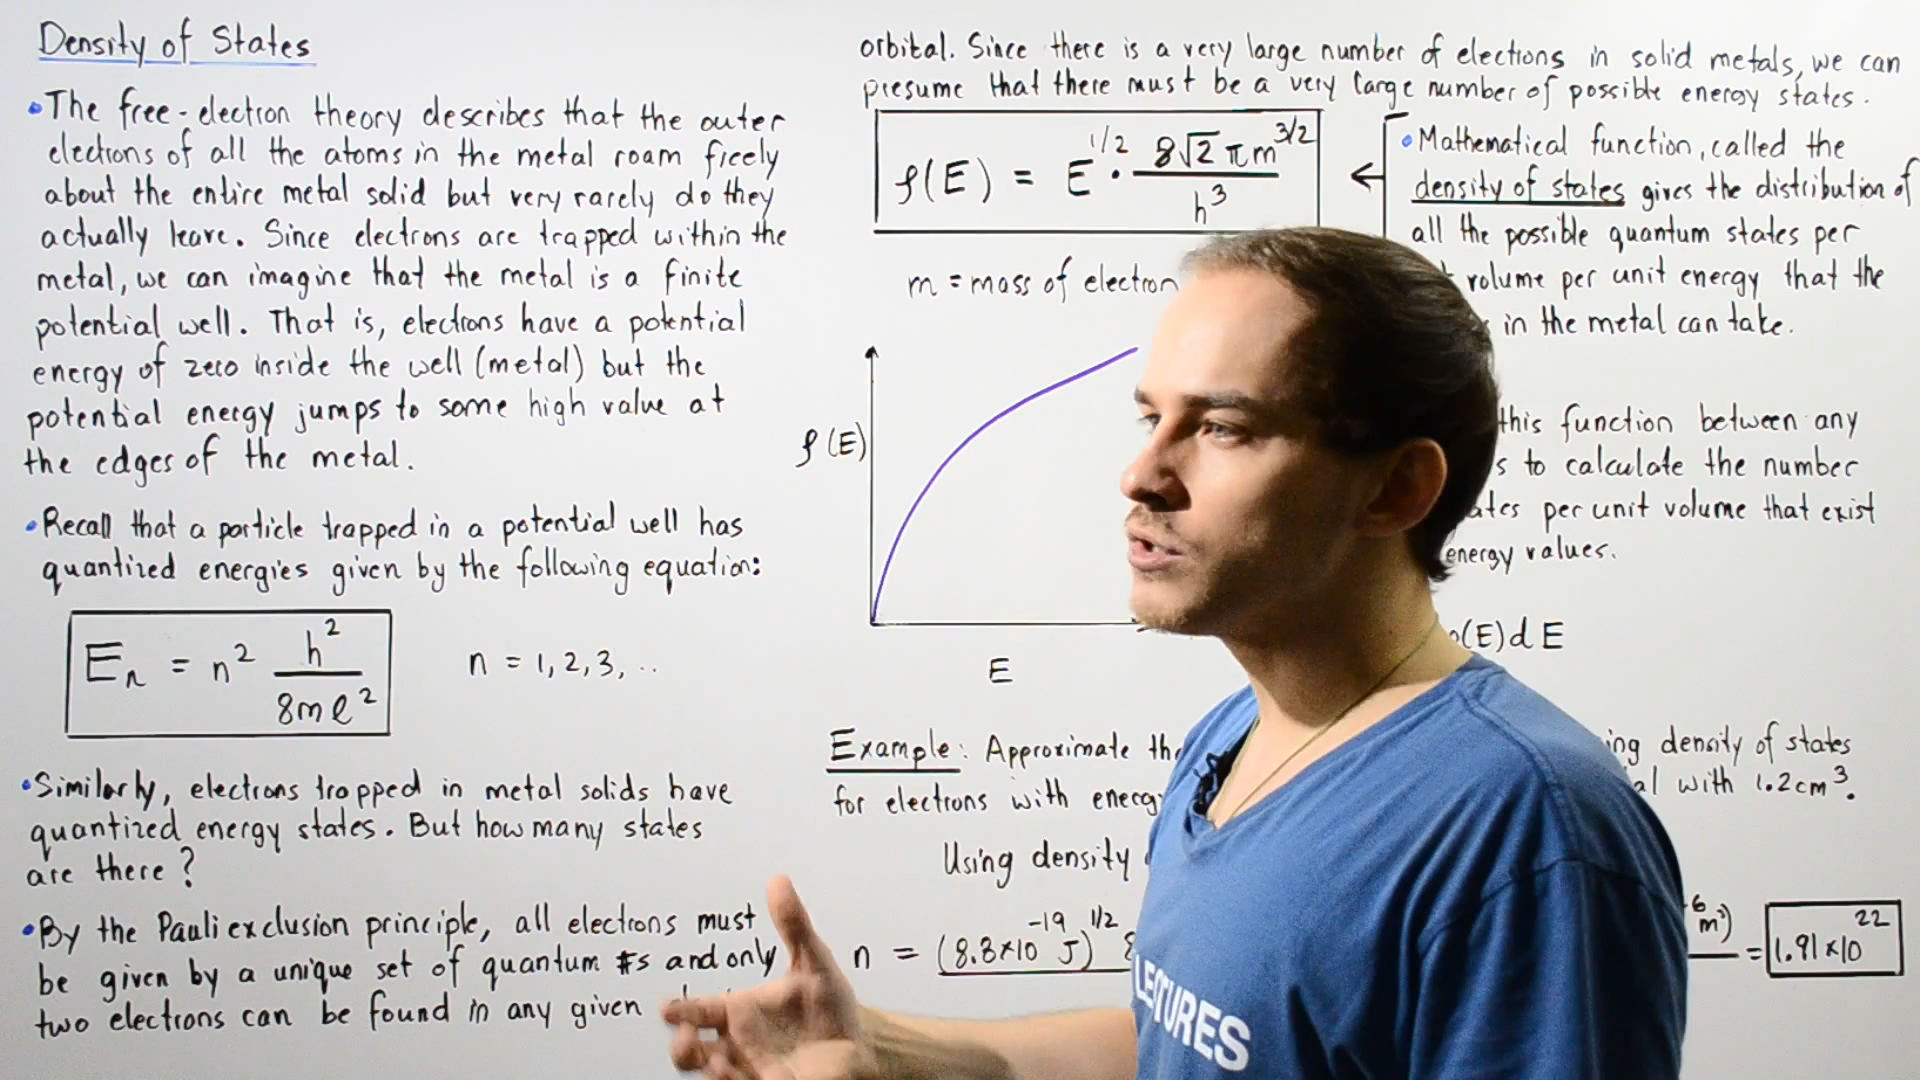 Density of States
•The free-electron theory describes that the outer
electrons of all the atoms in the metal roam freely
about the entire metal solid but very rarely do they
actually leave. Since electrons are trapped within the
metal, we can imagine that the metal is a finite
potential well. That is, electrons have a potential
energy of zero inside the well (metal) but the
potential energy jumps to some high value at
the edges of the metal.
•Recall that a particle trapped in a potential well has
quantized energies given by the following equation:
Eₙ = n² h²/8mℓ² n = 1,2,3,..
•Similarly, electrons trapped in metal solids have
quantized energy states. But how many states
are there?
•By the Pauli exclusion principle, all electrons must
be given by a unique set of quantum #s and only
two electrons can be found in any given
orbital. Since there is a very large number of electrons in solid metals, we can
presume that there must be a very large number of possible energy states.
ρ(E) = E^1/2 · 8√2 πm^3/2 / h³
m = mass of electron
ρ(E)
E
•Mathematical function, called the
density of states gives the distribution of
all the possible quantum states per
volume per unit energy that the
in the metal can take.
this function between any
to calculate the number
per unit volume that exist
energy values.
ρ(E)dE
Example: Approximate the
density of states
for electrons with energy
with 1.2cm³.
Using density
n = (8.3×10^-19 J)^1/2 8
m³) = 1.91×10^22
LECTURES